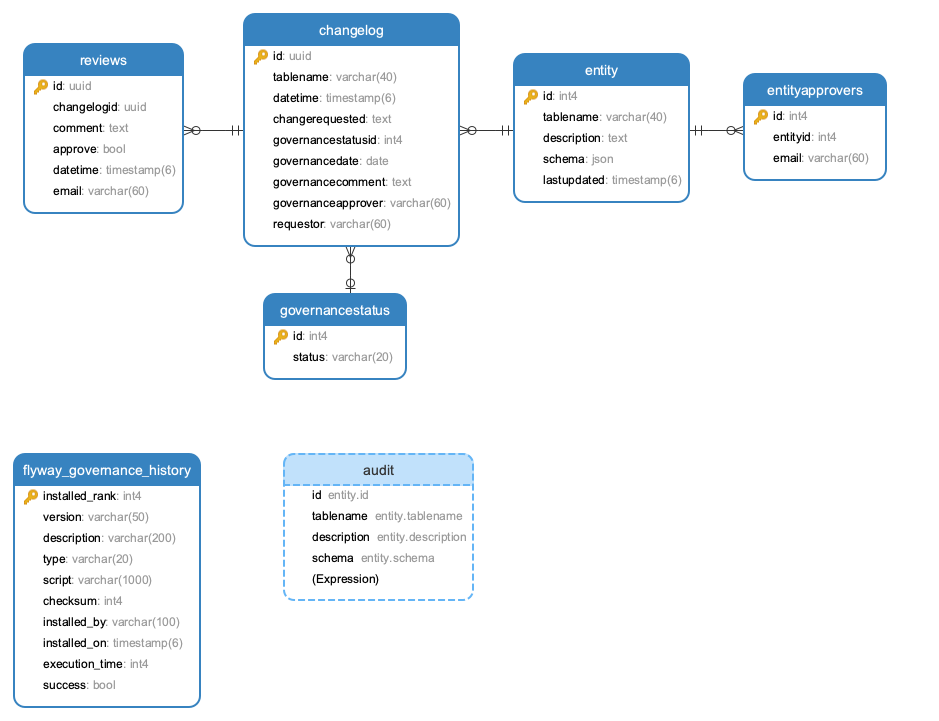 reviews
id: uuid
changelogid: uuid
comment: text
approve: bool
datetime: timestamp(6)
email: varchar(60)
changelog
id: uuid
tablename: varchar(40)
datetime: timestamp(6)
changerequested: text
governancestatusid: int4
governancedate: date
governancecomment: text
governanceapprover: varchar(60)
requestor: varchar(60)
entity
id: int4
tablename: varchar(40)
description: text
schema: json
lastupdated: timestamp(6)
entityapprovers
id: int4
entityid: int4
email: varchar(60)
governancestatus
id: int4
status: varchar(20)
flyway_governance_history
installed_rank: int4
version: varchar(50)
description: varchar(200)
type: varchar(20)
script: varchar(1000)
checksum: int4
installed_by: varchar(100)
installed_on: timestamp(6)
execution_time: int4
success: bool
audit
id entity.id
tablename entity.tablename
description entity.description
schema entity.schema
(Expression)